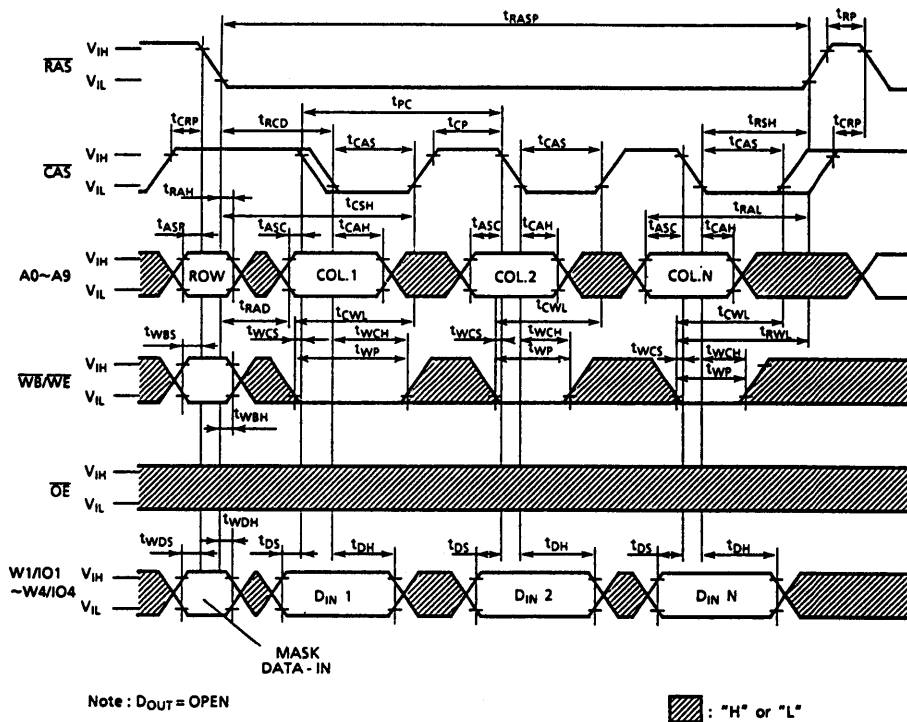 tRASP
tRP
VIH
RAS
VIL
tPC
tCRP
tRCD
tCP
tRSH
tCRP
tCAS
tCAS
tCAS
VIH
CAS
VIL
tRAH
tCSH
tRAL
tASR
tASC
tCAH
tASC
tCAH
tASC
tCAH
VIH
A0~A9
ROW
COL.1
COL.2
COL.N
VIL
tRAD
tCWL
tCWL
tCWL
tRWL
tWBS
tWCS
tWCH
tWCS
tWCH
tWCS
tWCH
tWP
tWP
tWP
VIH
WB/WE
VIL
tWBH
VIH
OE
VIL
tWDH
tWDS
tDS
tDH
tDS
tDH
tDS
tDH
W1/IO1
VIH
~W4/IO4
VIL
DIN 1
DIN 2
DIN N
MASK
DATA - IN
Note : DOUT = OPEN
: "H" or "L"